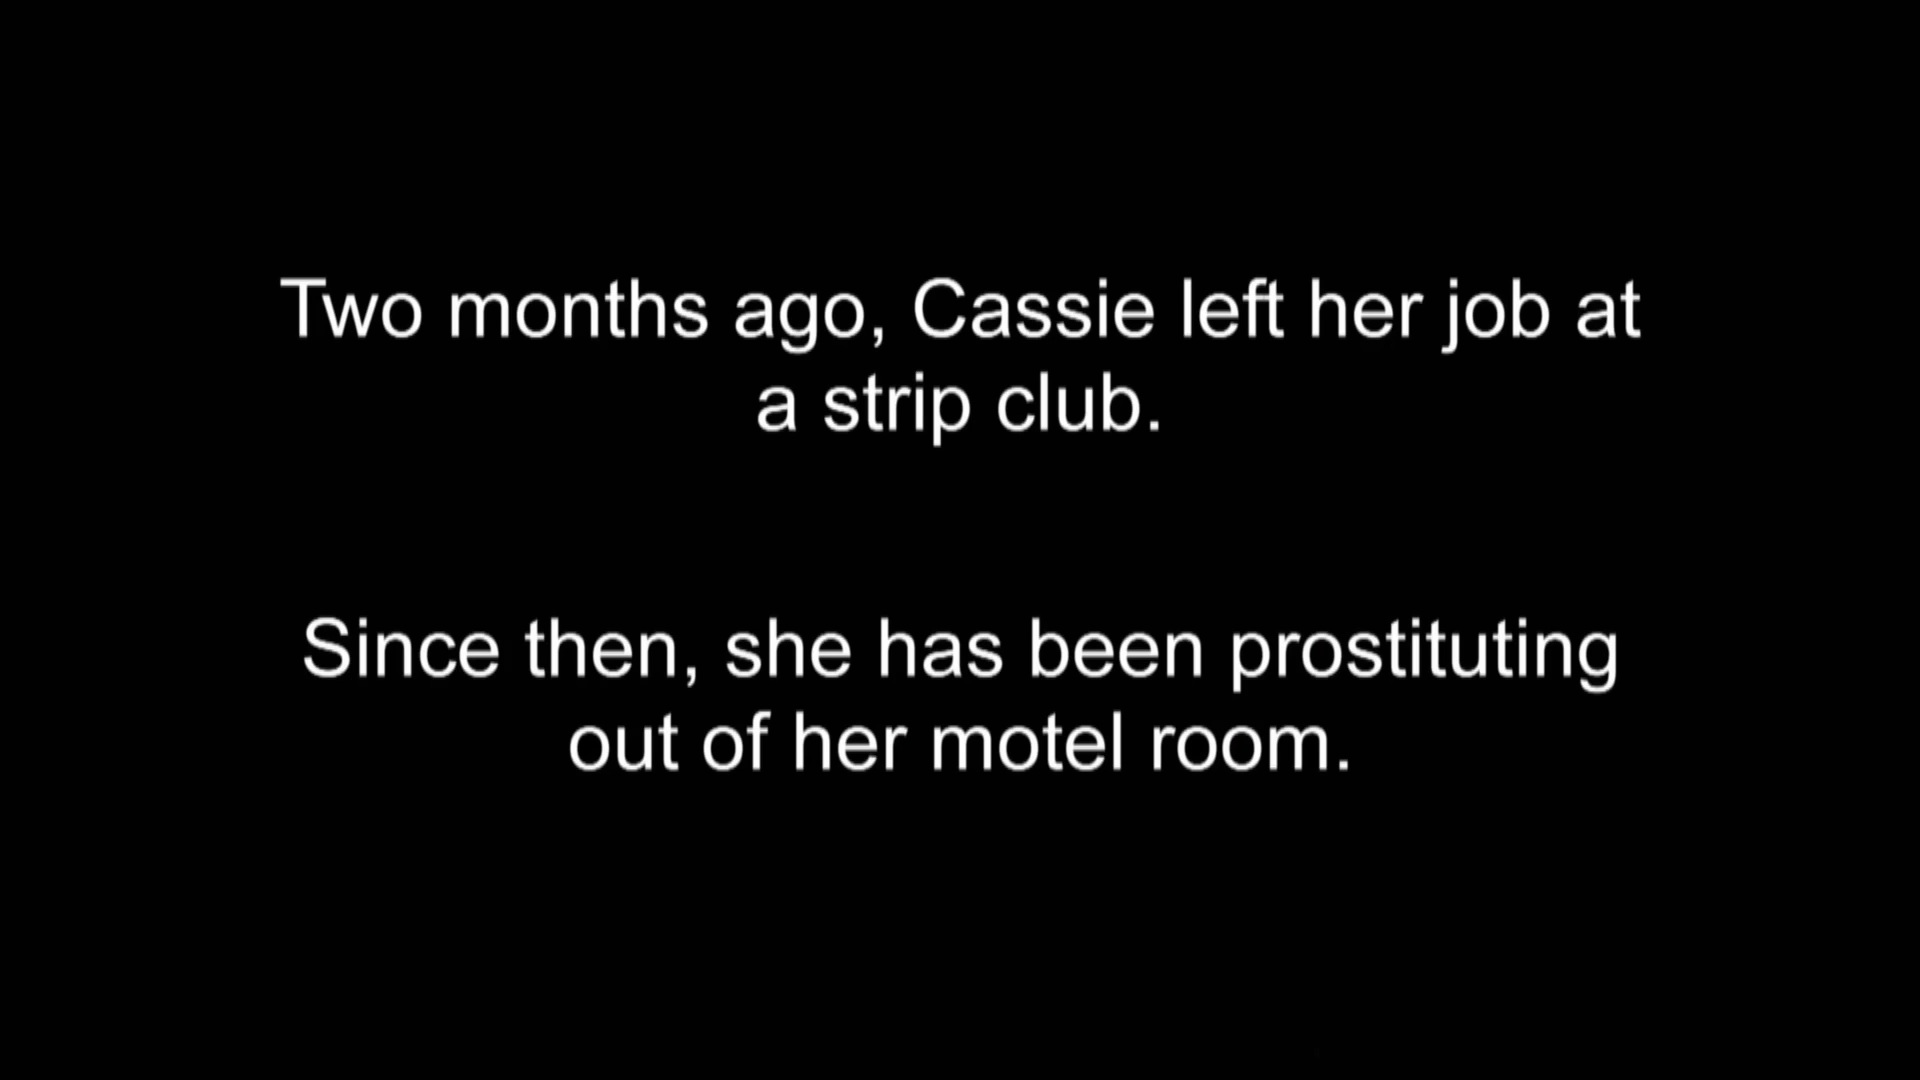 Two months ago, Cassie left her job at
a strip club.
Since then, she has been prostituting
out of her motel room.